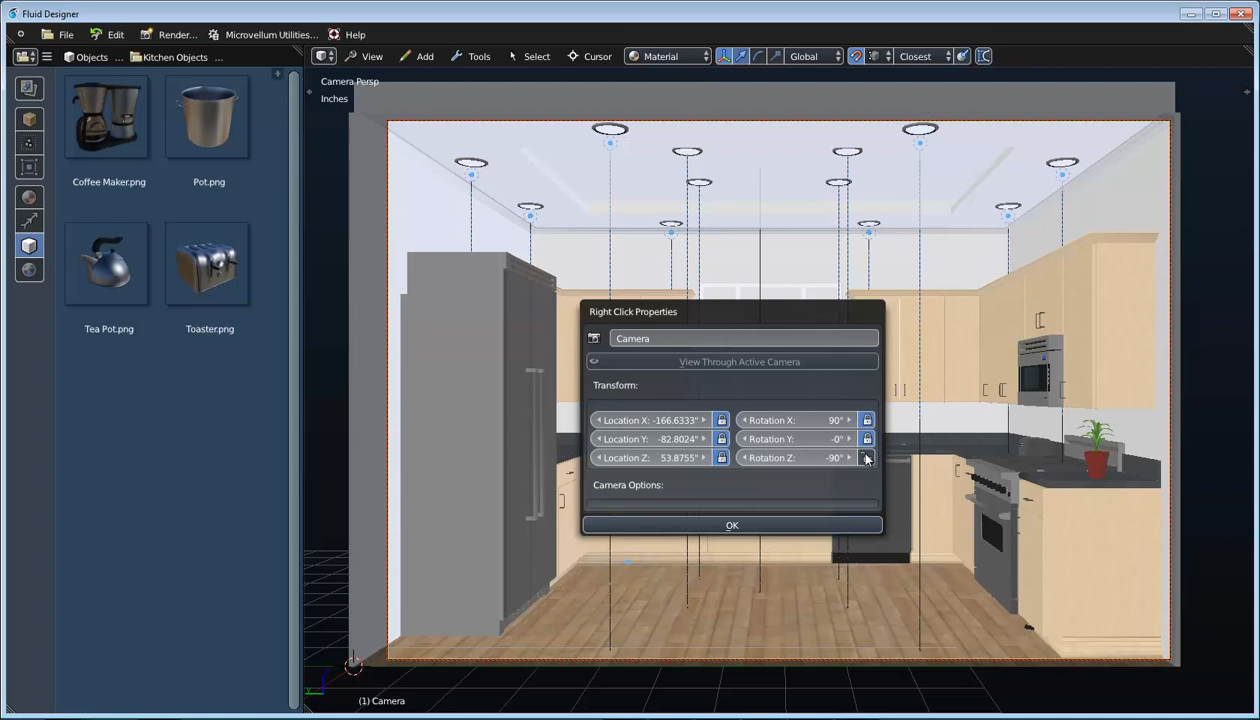 Fluid Designer
File Edit Render... Microvellum Utilities... Help
Objects ... Kitchen Objects ... View Add Tools Select Cursor Material Global Closest
Camera Persp
Inches
Coffee Maker.png Pot.png
Tea Pot.png Toaster.png
Right Click Properties
Camera
View Through Active Camera
Transform:
Location X: -166.6333" Rotation X: 90°
Location Y: -82.8024" Rotation Y: -0°
Location Z: 53.8755" Rotation Z: -90°
Camera Options:
OK
y
(1) Camera